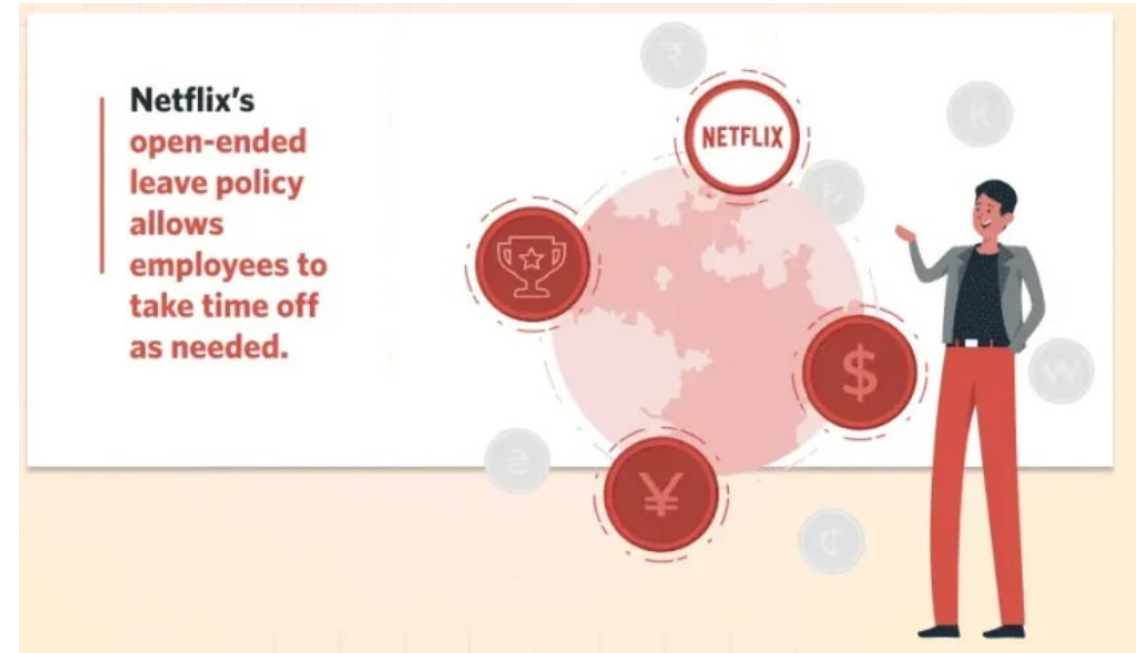 Netflix's
open-ended
leave policy
allows
employees to
take time off
as needed.
NETFLIX
₹
K
$
W
¥
₴
¢